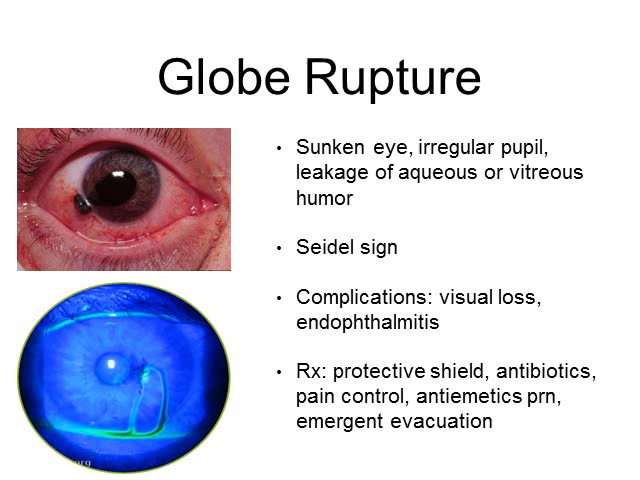 Globe Rupture
• Sunken eye, irregular pupil,
leakage of aqueous or vitreous
humor
• Seidel sign
• Complications: visual loss,
endophthalmitis
• Rx: protective shield, antibiotics,
pain control, antiemetics prn,
emergent evacuation